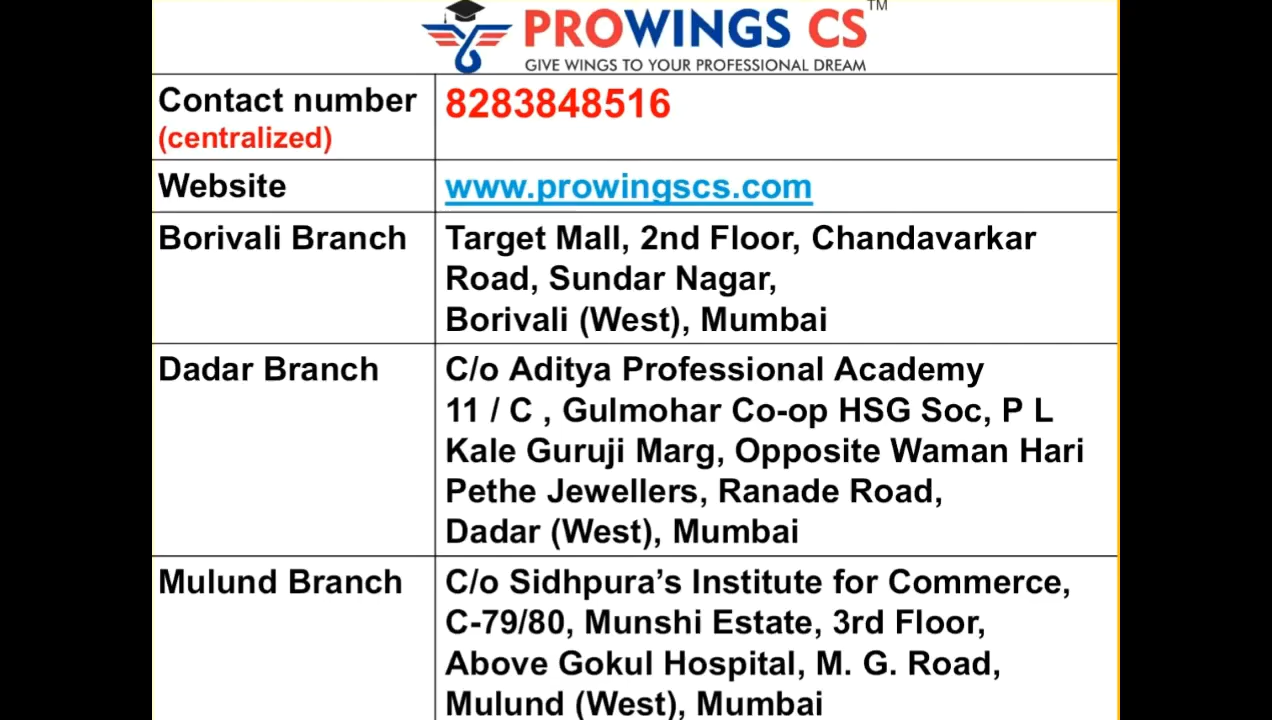 PROWINGS CS TM
GIVE WINGS TO YOUR PROFESSIONAL DREAM
Contact number
(centralized)
8283848516
Website
www.prowingscs.com
Borivali Branch
Target Mall, 2nd Floor, Chandavarkar
Road, Sundar Nagar,
Borivali (West), Mumbai
Dadar Branch
C/o Aditya Professional Academy
11 / C , Gulmohar Co-op HSG Soc, P L
Kale Guruji Marg, Opposite Waman Hari
Pethe Jewellers, Ranade Road,
Dadar (West), Mumbai
Mulund Branch
C/o Sidhpura’s Institute for Commerce,
C-79/80, Munshi Estate, 3rd Floor,
Above Gokul Hospital, M. G. Road,
Mulund (West), Mumbai